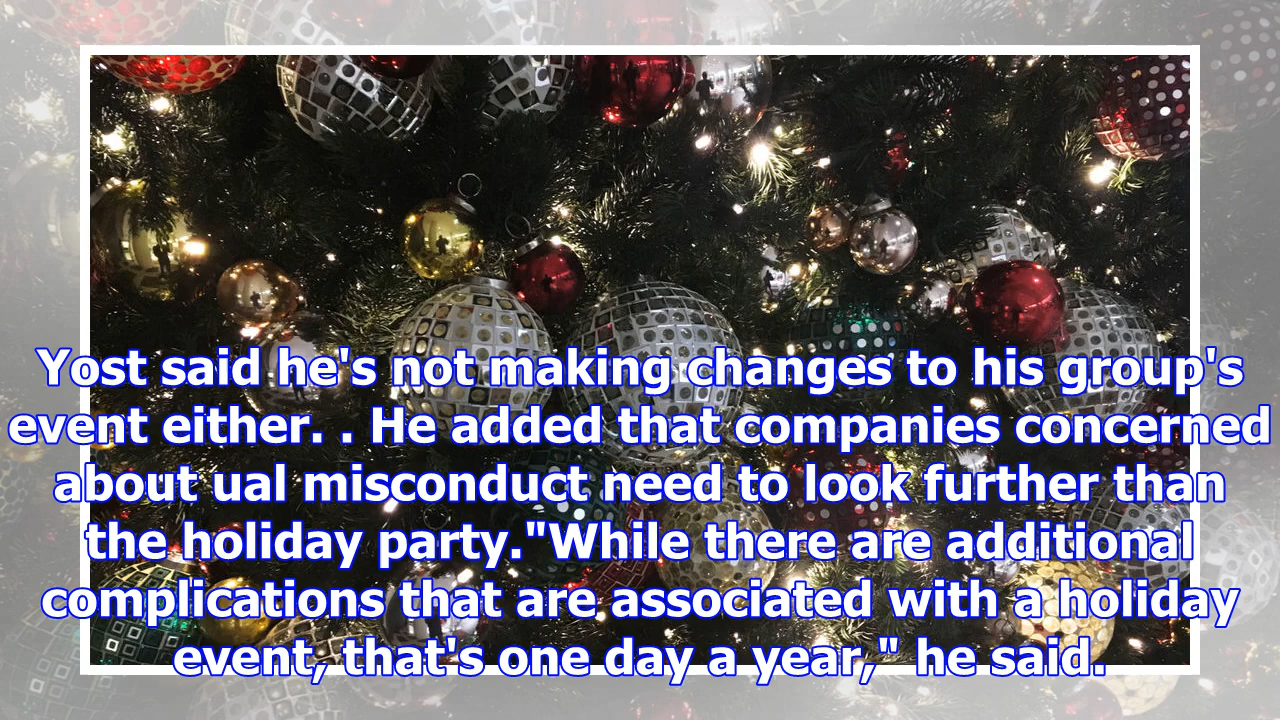 Yost said he's not making changes to his group's
event either. . He added that companies concerned
about ual misconduct need to look further than
the holiday party."While there are additional
complications that are associated with a holiday
event, that's one day a year," he said.